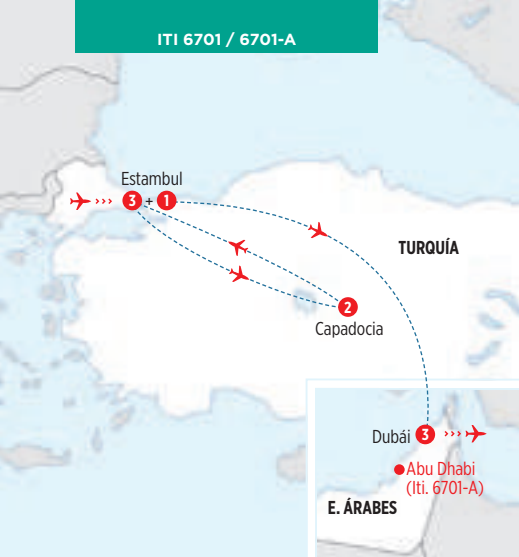 ITI 6701 / 6701-A
Estambul
3 + 1
TURQUÍA
2
Capadocia
Dubái 3
Abu Dhabi
(Iti. 6701-A)
E. ÁRABES